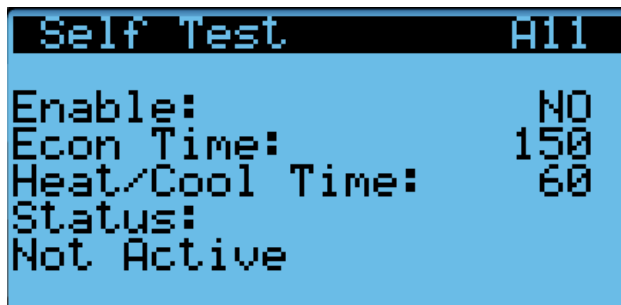 Self Test A11
Enable: NO
Econ Time: 150
Heat/Cool Time: 60
Status:
Not Active